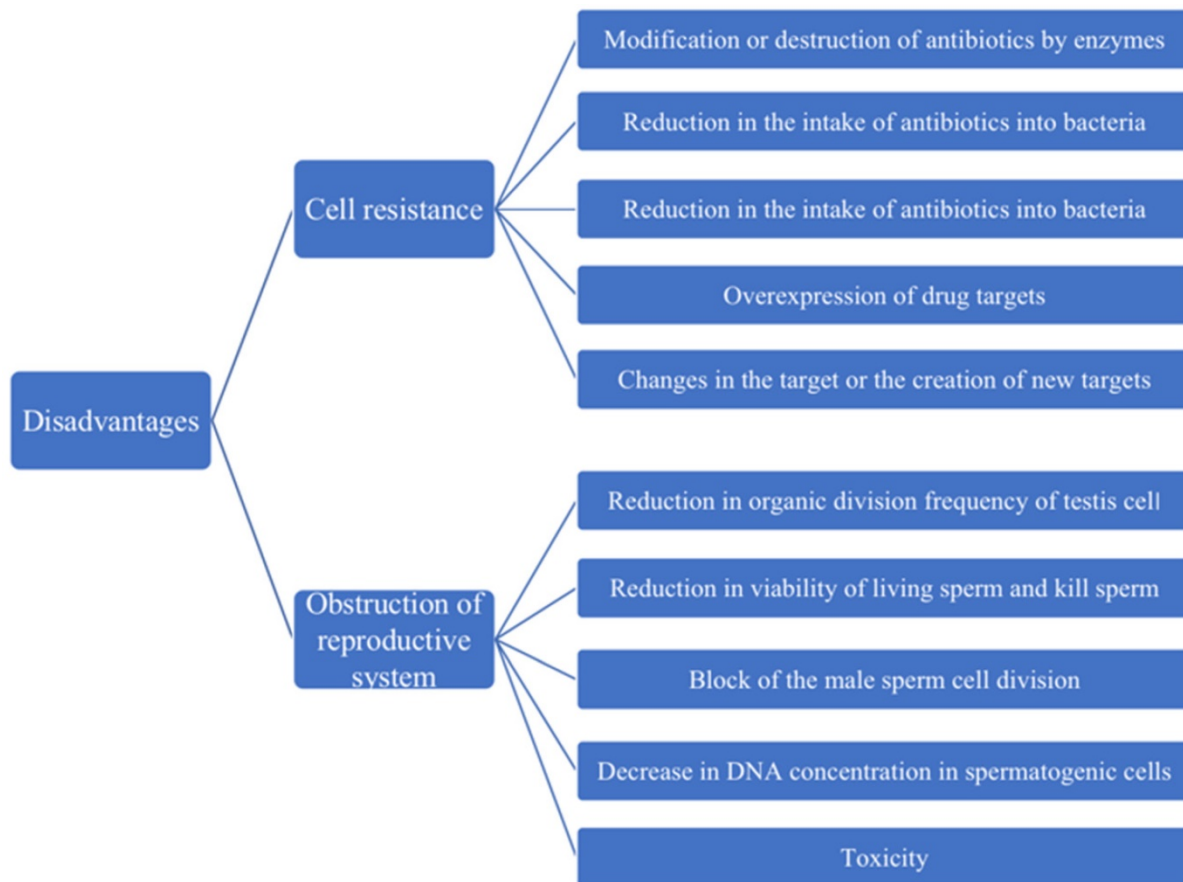 Disadvantages
Cell resistance
Modification or destruction of antibiotics by enzymes
Reduction in the intake of antibiotics into bacteria
Reduction in the intake of antibiotics into bacteria
Overexpression of drug targets
Changes in the target or the creation of new targets
Obstruction of
reproductive
system
Reduction in organic division frequency of testis cell
Reduction in viability of living sperm and kill sperm
Block of the male sperm cell division
Decrease in DNA concentration in spermatogenic cells
Toxicity